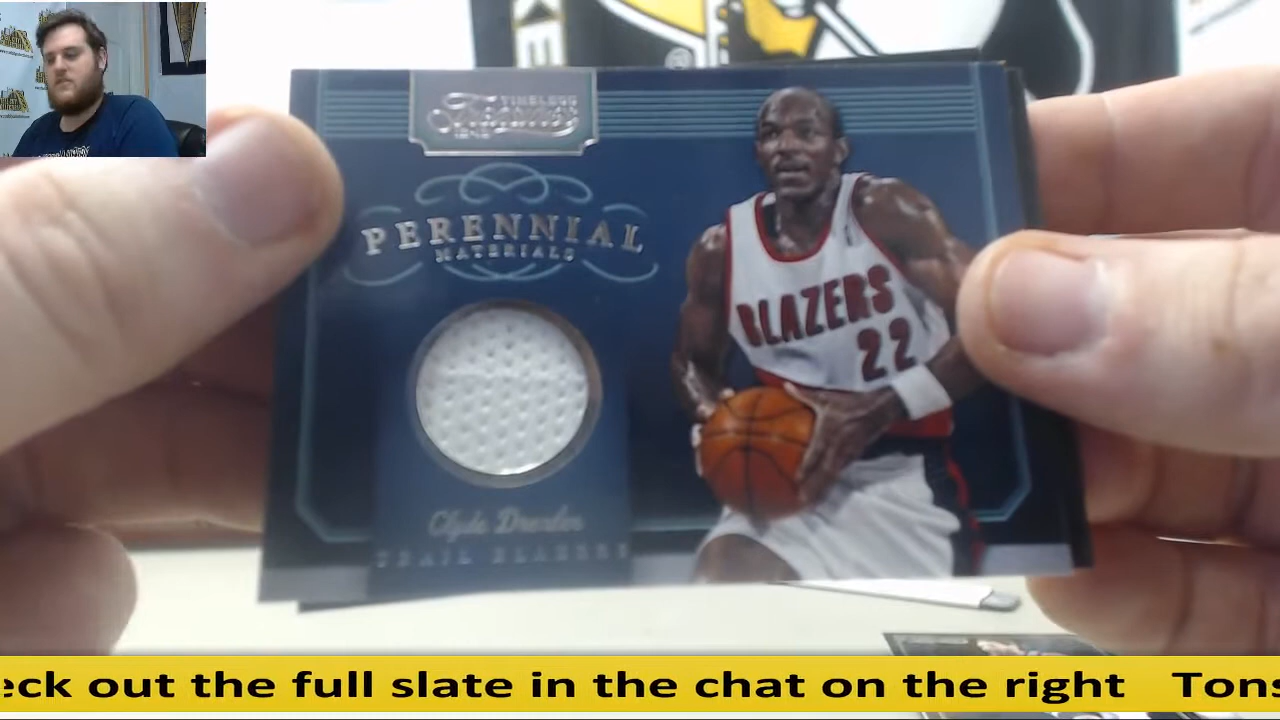 TIMELESS
PERENNIAL
MATERIALS
BLAZERS
22
Clyde Drexler
TRAIL BLAZERS
eck out the full slate in the chat on the right Tons